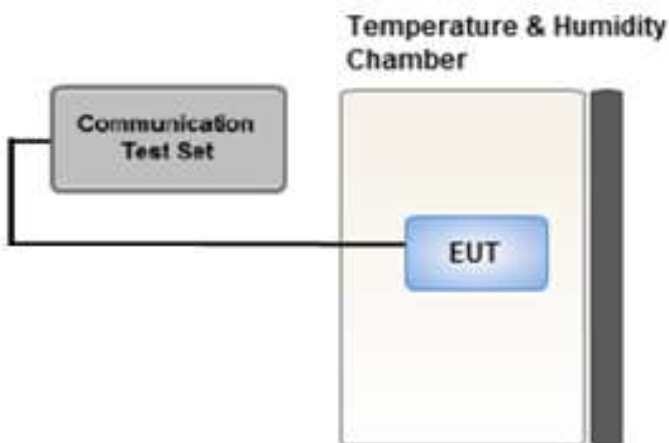 Temperature & Humidity
Chamber
Communication
Test Set
EUT